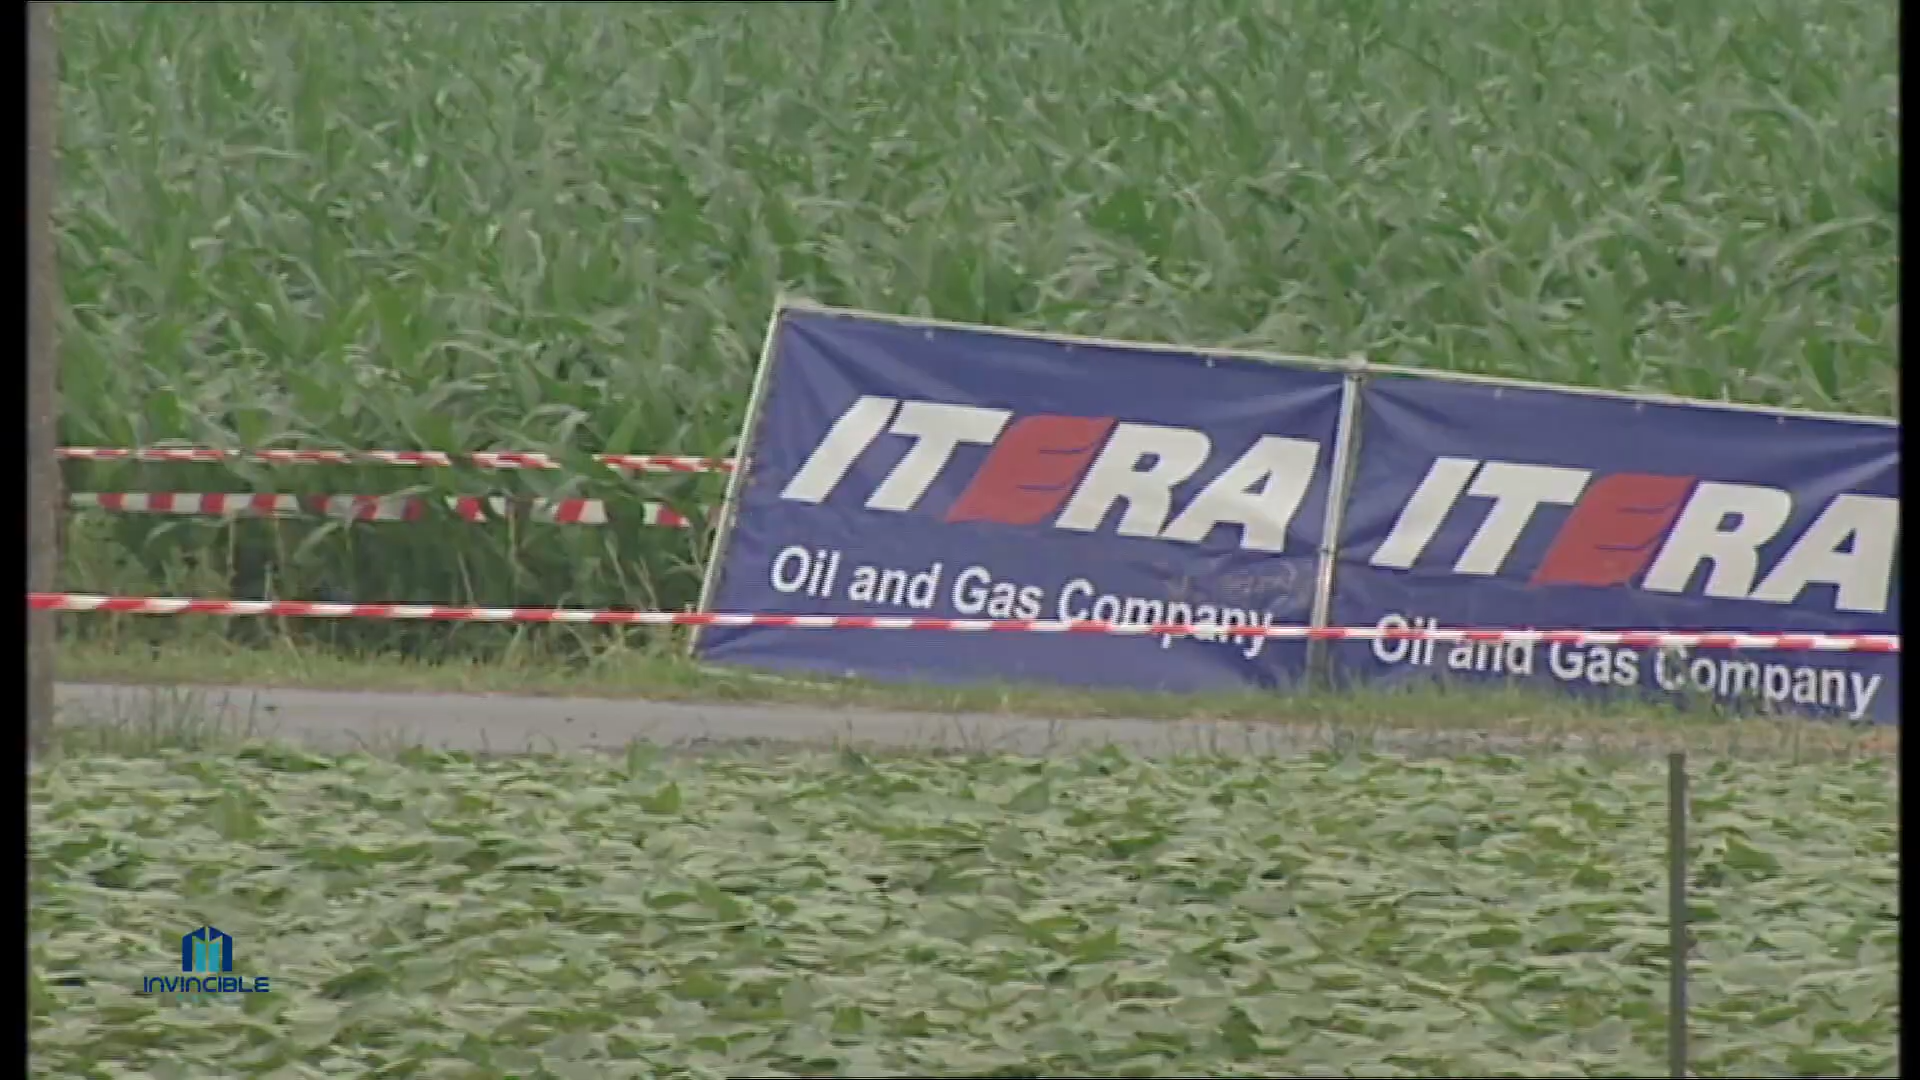 ITERA
Oil and Gas Company
ITERA
Oil and Gas Company
INVINCIBLE